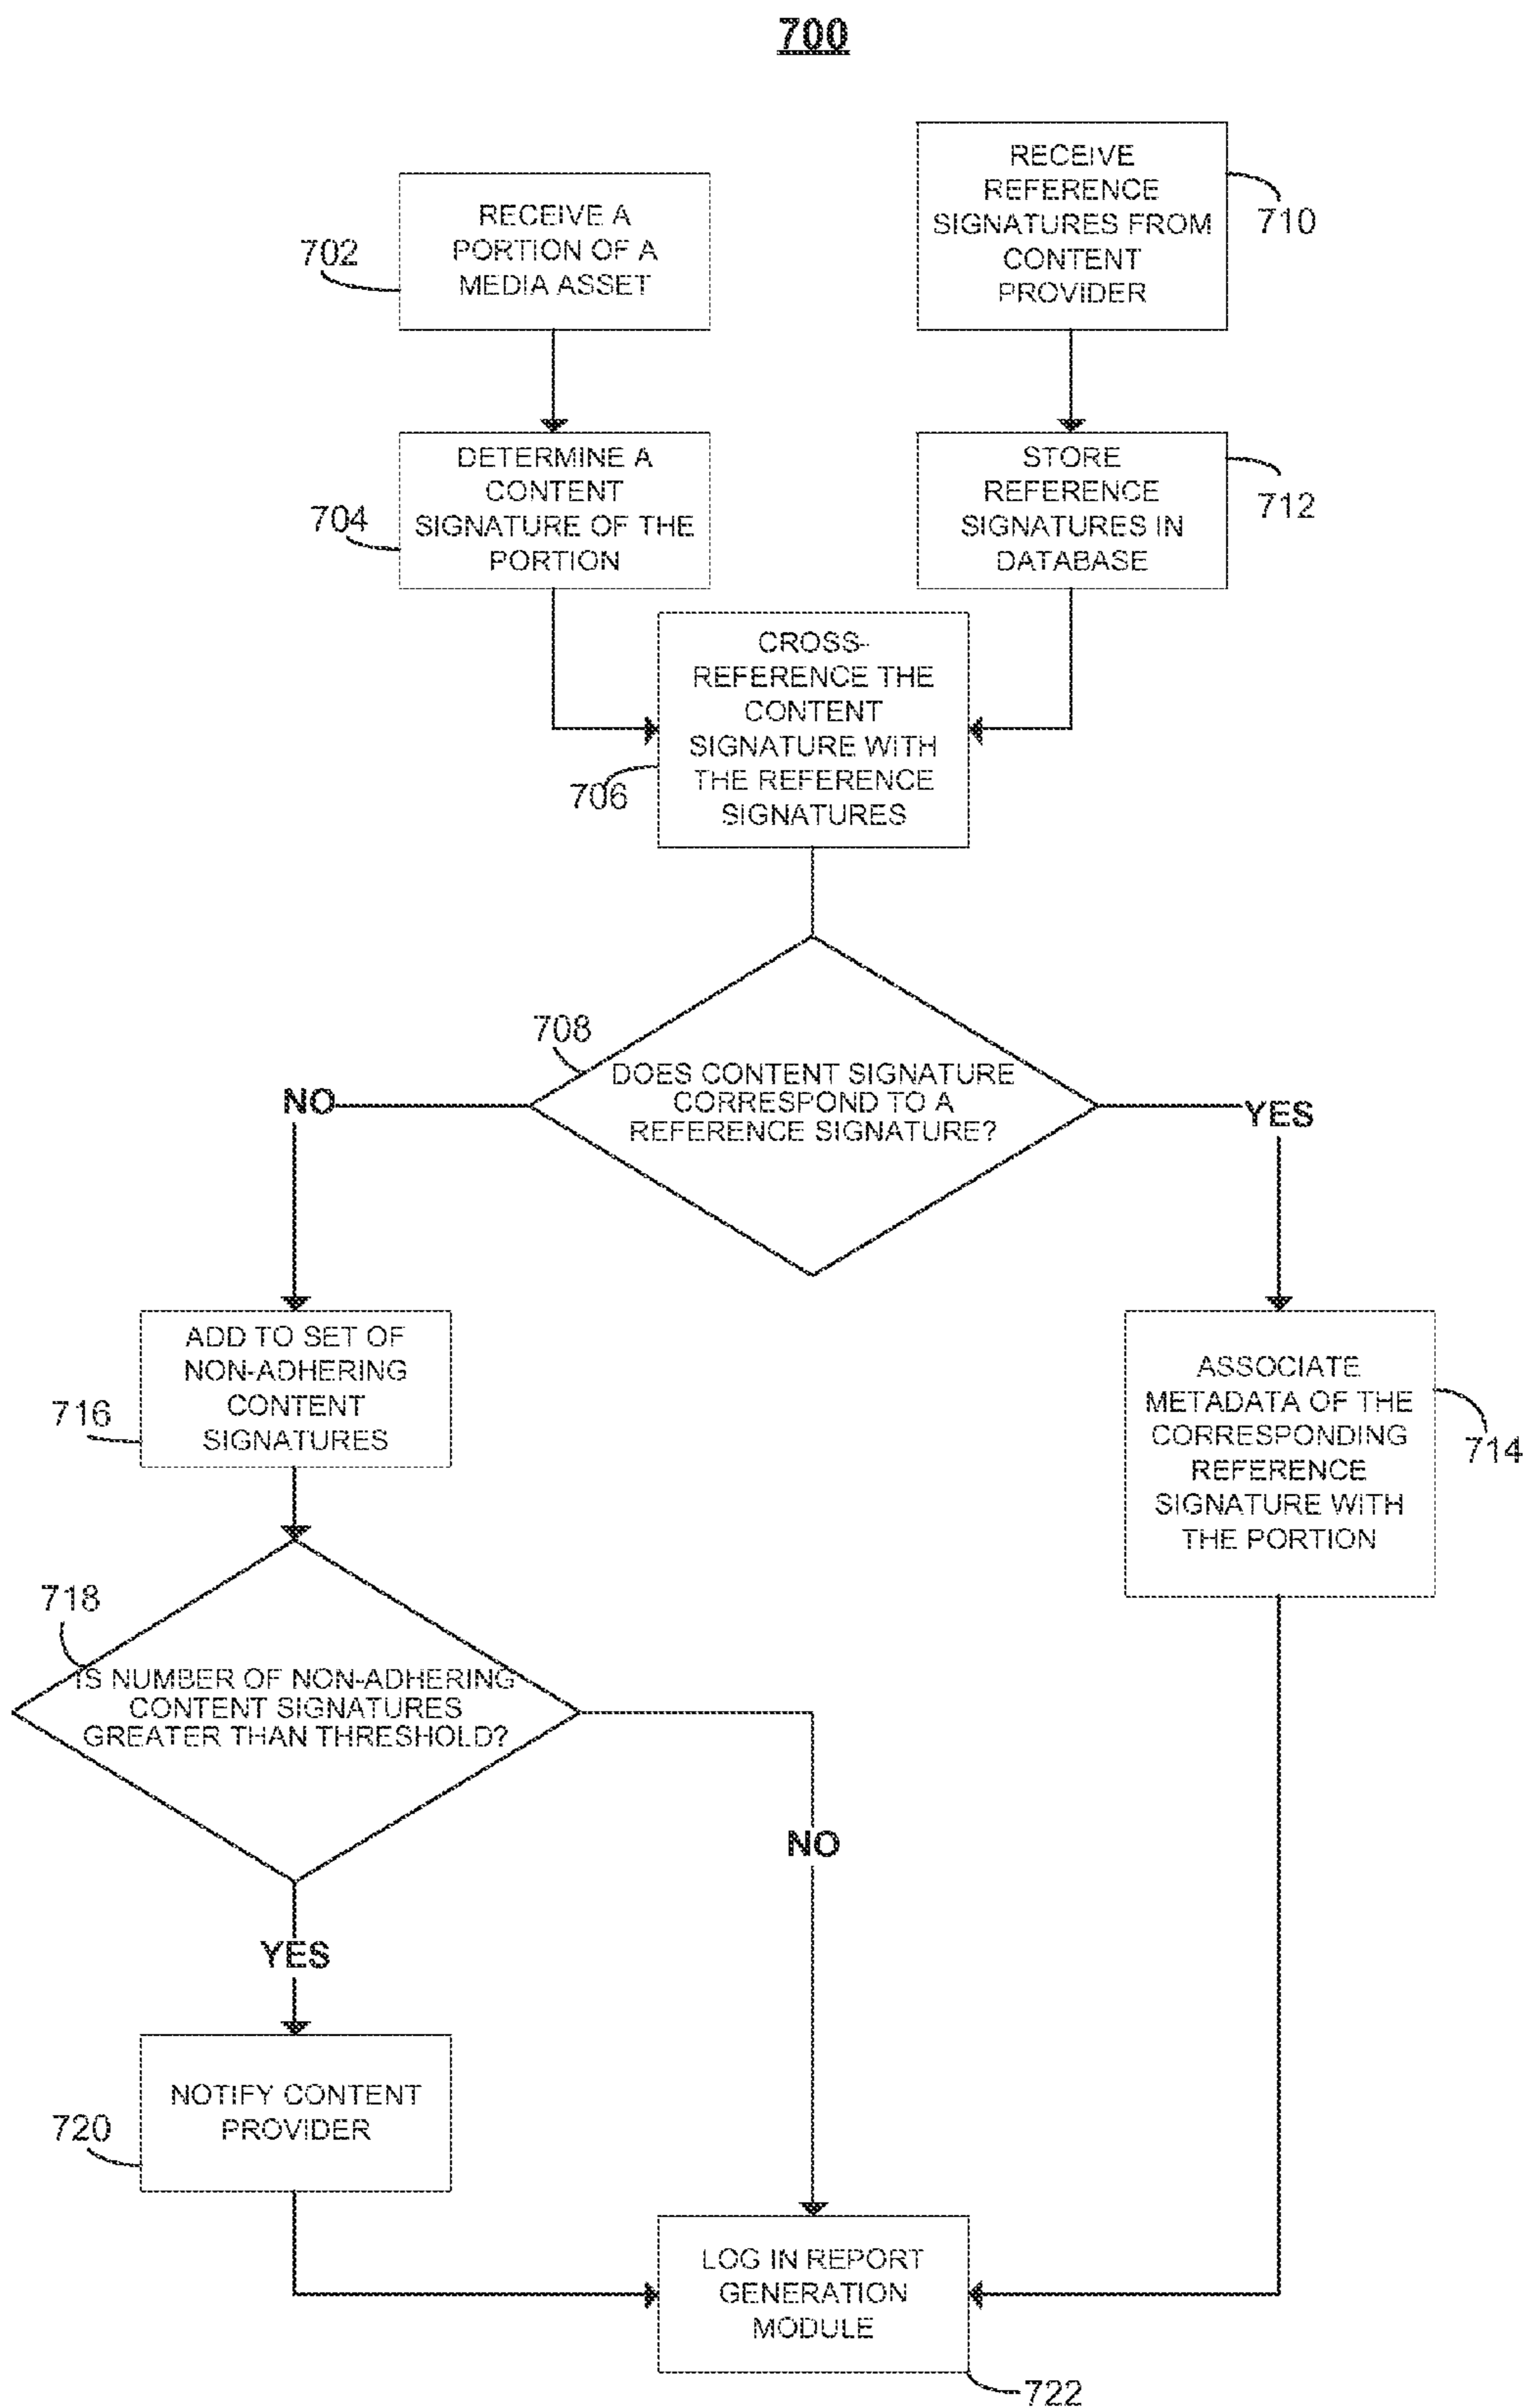 700
RECEIVE A
PORTION OF A
MEDIA ASSET
702
RECEIVE
REFERENCE
SIGNATURES FROM
CONTENT
PROVIDER
710
DETERMINE A
CONTENT
SIGNATURE OF THE
PORTION
704
STORE
REFERENCE
SIGNATURES IN
DATABASE
712
CROSS-
REFERENCE THE
CONTENT
SIGNATURE WITH
THE REFERENCE
SIGNATURES
706
708
DOES CONTENT SIGNATURE
CORRESPOND TO A
REFERENCE SIGNATURE?
NO
YES
ADD TO SET OF
NON-ADHERING
CONTENT
SIGNATURES
716
ASSOCIATE
METADATA OF THE
CORRESPONDING
REFERENCE
SIGNATURE WITH
THE PORTION
714
718
IS NUMBER OF NON-ADHERING
CONTENT SIGNATURES
GREATER THAN THRESHOLD?
NO
YES
NOTIFY CONTENT
PROVIDER
720
LOG IN REPORT
GENERATION
MODULE
722